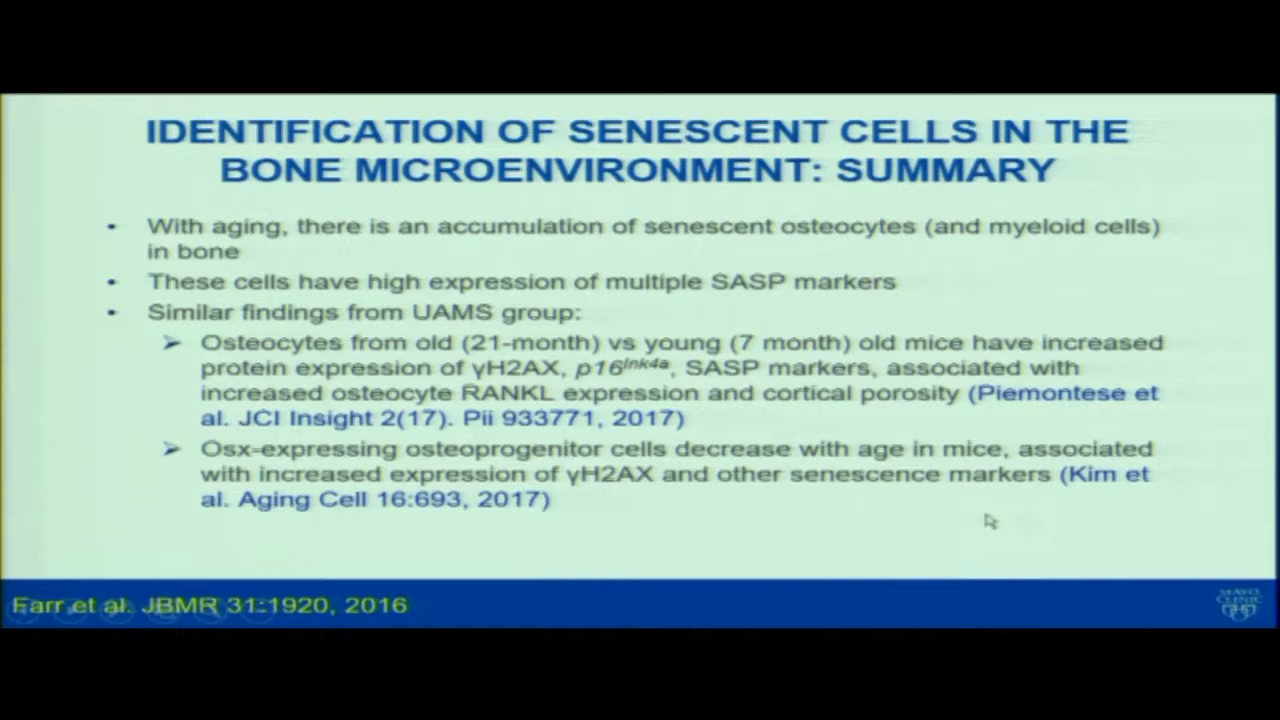 IDENTIFICATION OF SENESCENT CELLS IN THE
BONE MICROENVIRONMENT: SUMMARY
• With aging, there is an accumulation of senescent osteocytes (and myeloid cells)
in bone
• These cells have high expression of multiple SASP markers
• Similar findings from UAMS group:
➢ Osteocytes from old (21-month) vs young (7 month) old mice have increased
protein expression of γH2AX, p16^Ink4a, SASP markers, associated with
increased osteocyte RANKL expression and cortical porosity (Piemontese et
al. JCI Insight 2(17). Pii 933771, 2017)
➢ Osx-expressing osteoprogenitor cells decrease with age in mice, associated
with increased expression of γH2AX and other senescence markers (Kim et
al. Aging Cell 16:693, 2017)
Farr et al. JBMR 31:1920, 2016
MAYO
CLINIC